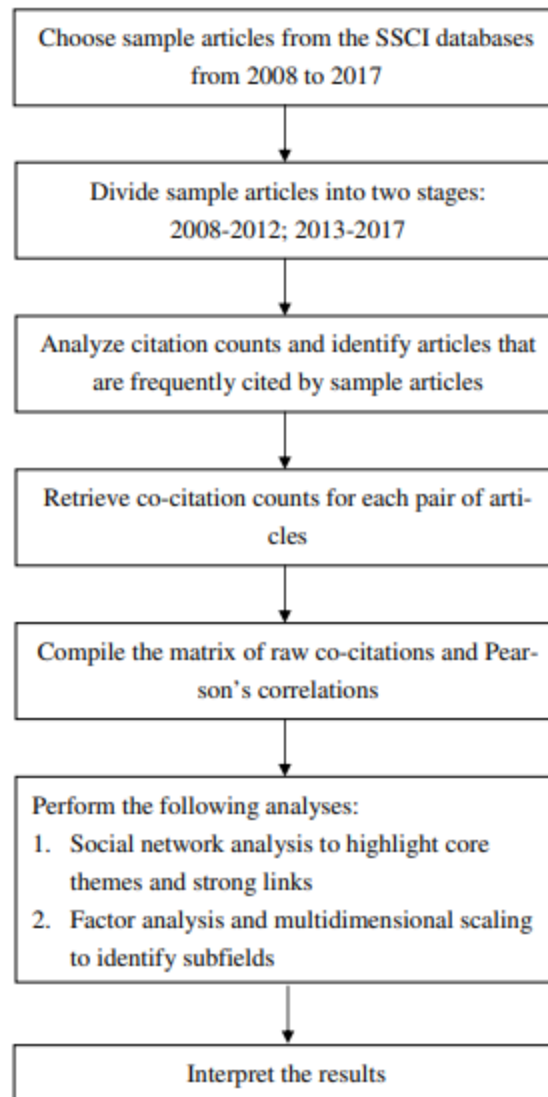 Choose sample articles from the SSCI databases
from 2008 to 2017
Divide sample articles into two stages:
2008-2012; 2013-2017
Analyze citation counts and identify articles that
are frequently cited by sample articles
Retrieve co-citation counts for each pair of arti-
cles
Compile the matrix of raw co-citations and Pear-
son's correlations
Perform the following analyses:
1. Social network analysis to highlight core
themes and strong links
2. Factor analysis and multidimensional scaling
to identify subfields
Interpret the results